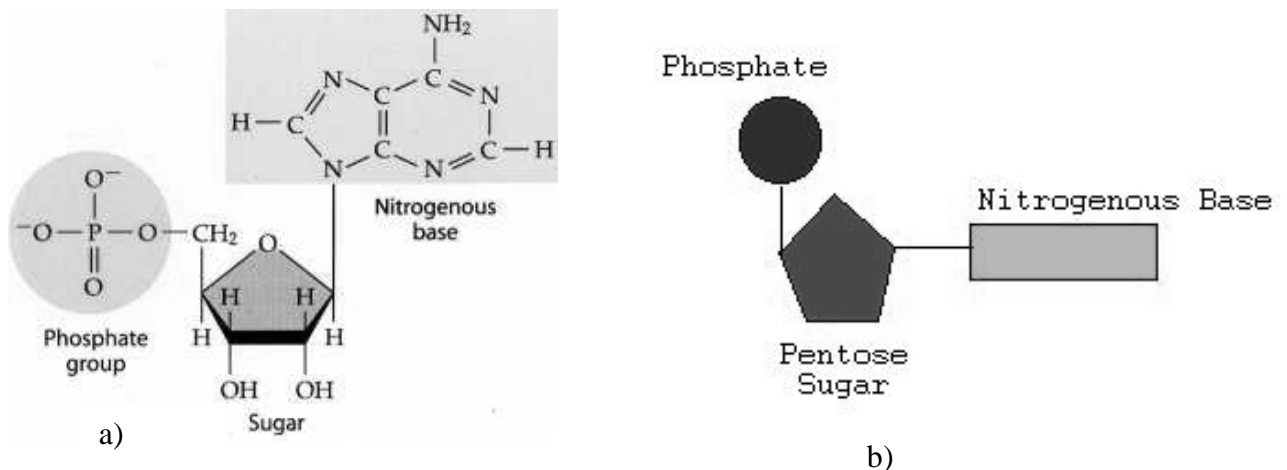 NH₂
N
C
C
N
H
C
C
N
N
C
H
O⁻
⁻O
P
O
CH₂
O
O
H
H
H
H
OH
OH
Nitrogenous
base
Phosphate
group
Sugar
a)
Phosphate
Nitrogenous Base
Pentose
Sugar
b)